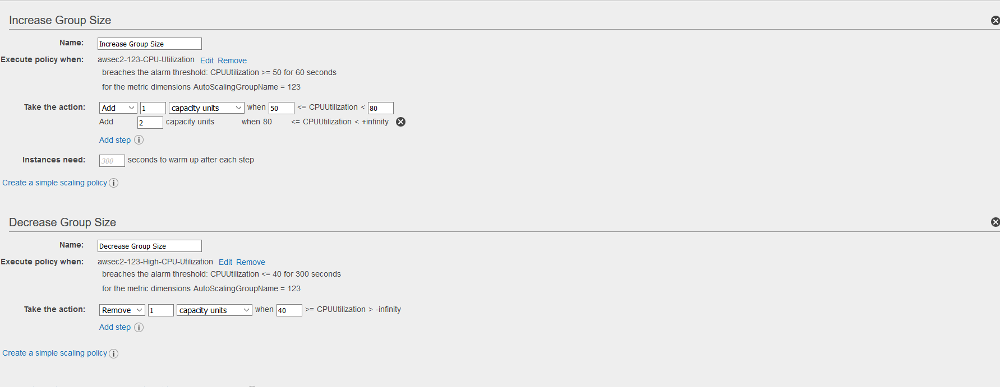 Increase Group Size
Name: Increase Group Size
Execute policy when: awsec2-123-CPU-Utilization Edit Remove
breaches the alarm threshold: CPUUtilization >= 50 for 60 seconds
for the metric dimensions AutoScalingGroupName = 123
Take the action: Add 1 capacity units when 50 <= CPUUtilization < 80
Add 2 capacity units when 80 <= CPUUtilization < +infinity
Add step i
Instances need: 300 seconds to warm up after each step
Create a simple scaling policy i
Decrease Group Size
Name: Decrease Group Size
Execute policy when: awsec2-123-High-CPU-Utilization Edit Remove
breaches the alarm threshold: CPUUtilization <= 40 for 300 seconds
for the metric dimensions AutoScalingGroupName = 123
Take the action: Remove 1 capacity units when 40 >= CPUUtilization > -infinity
Add step i
Create a simple scaling policy i